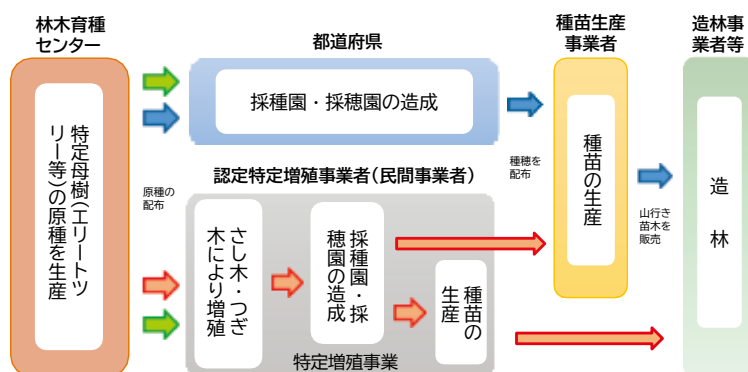 林木育種
センター
特定母樹(エリートツ
リー等)の原種を生産
原種の
配布
都道府県
採種園・採穂園の造成
認定特定増殖事業者(民間事業者)
さし木・つぎ
木により増殖
採種園・採
穂園の造成
種苗の
生産
特定増殖事業
種穂を
配布
種苗生産
事業者
種苗の生産
山行き
苗木を
販売
造林事
業者等
造林